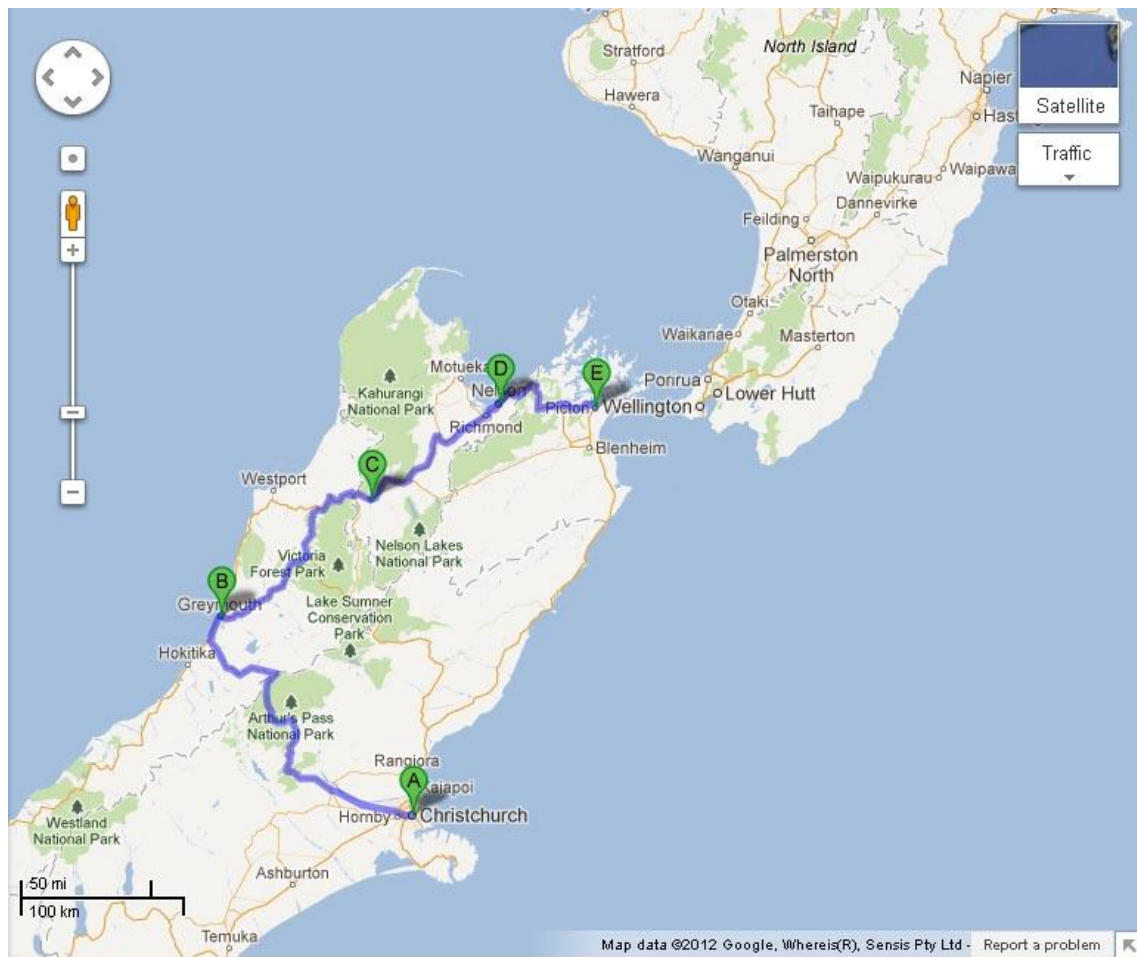 Stratford
North Island
Napier
Hawera
Taihape
Satellite
Traffic
Wanganui
Waipukurau
Waipawa
Feilding
Dannevirke
Palmerston
North
Otaki
Waikanae
Masterton
Motueka
D
E
Porirua
Lower Hutt
Kahurangi
National Park
Nelson
Picton
Wellington
Richmond
Blenheim
C
Westport
Nelson Lakes
National Park
Victoria
Forest Park
B
Greymouth
Lake Sumner
Conservation
Park
Hokitika
Arthur's Pass
National Park
Rangiora
A
Kaiapoi
Hornby
Christchurch
Westland
National Park
Ashburton
50 mi
100 km
Temuka
Map data ©2012 Google, Whereis(R), Sensis Pty Ltd -
Report a problem